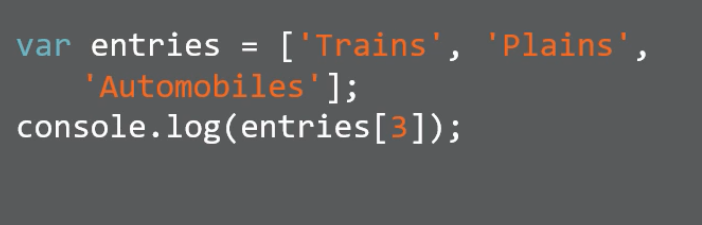 var entries = ['Trains', 'Plains',
'Automobiles'];
console.log(entries[3]);